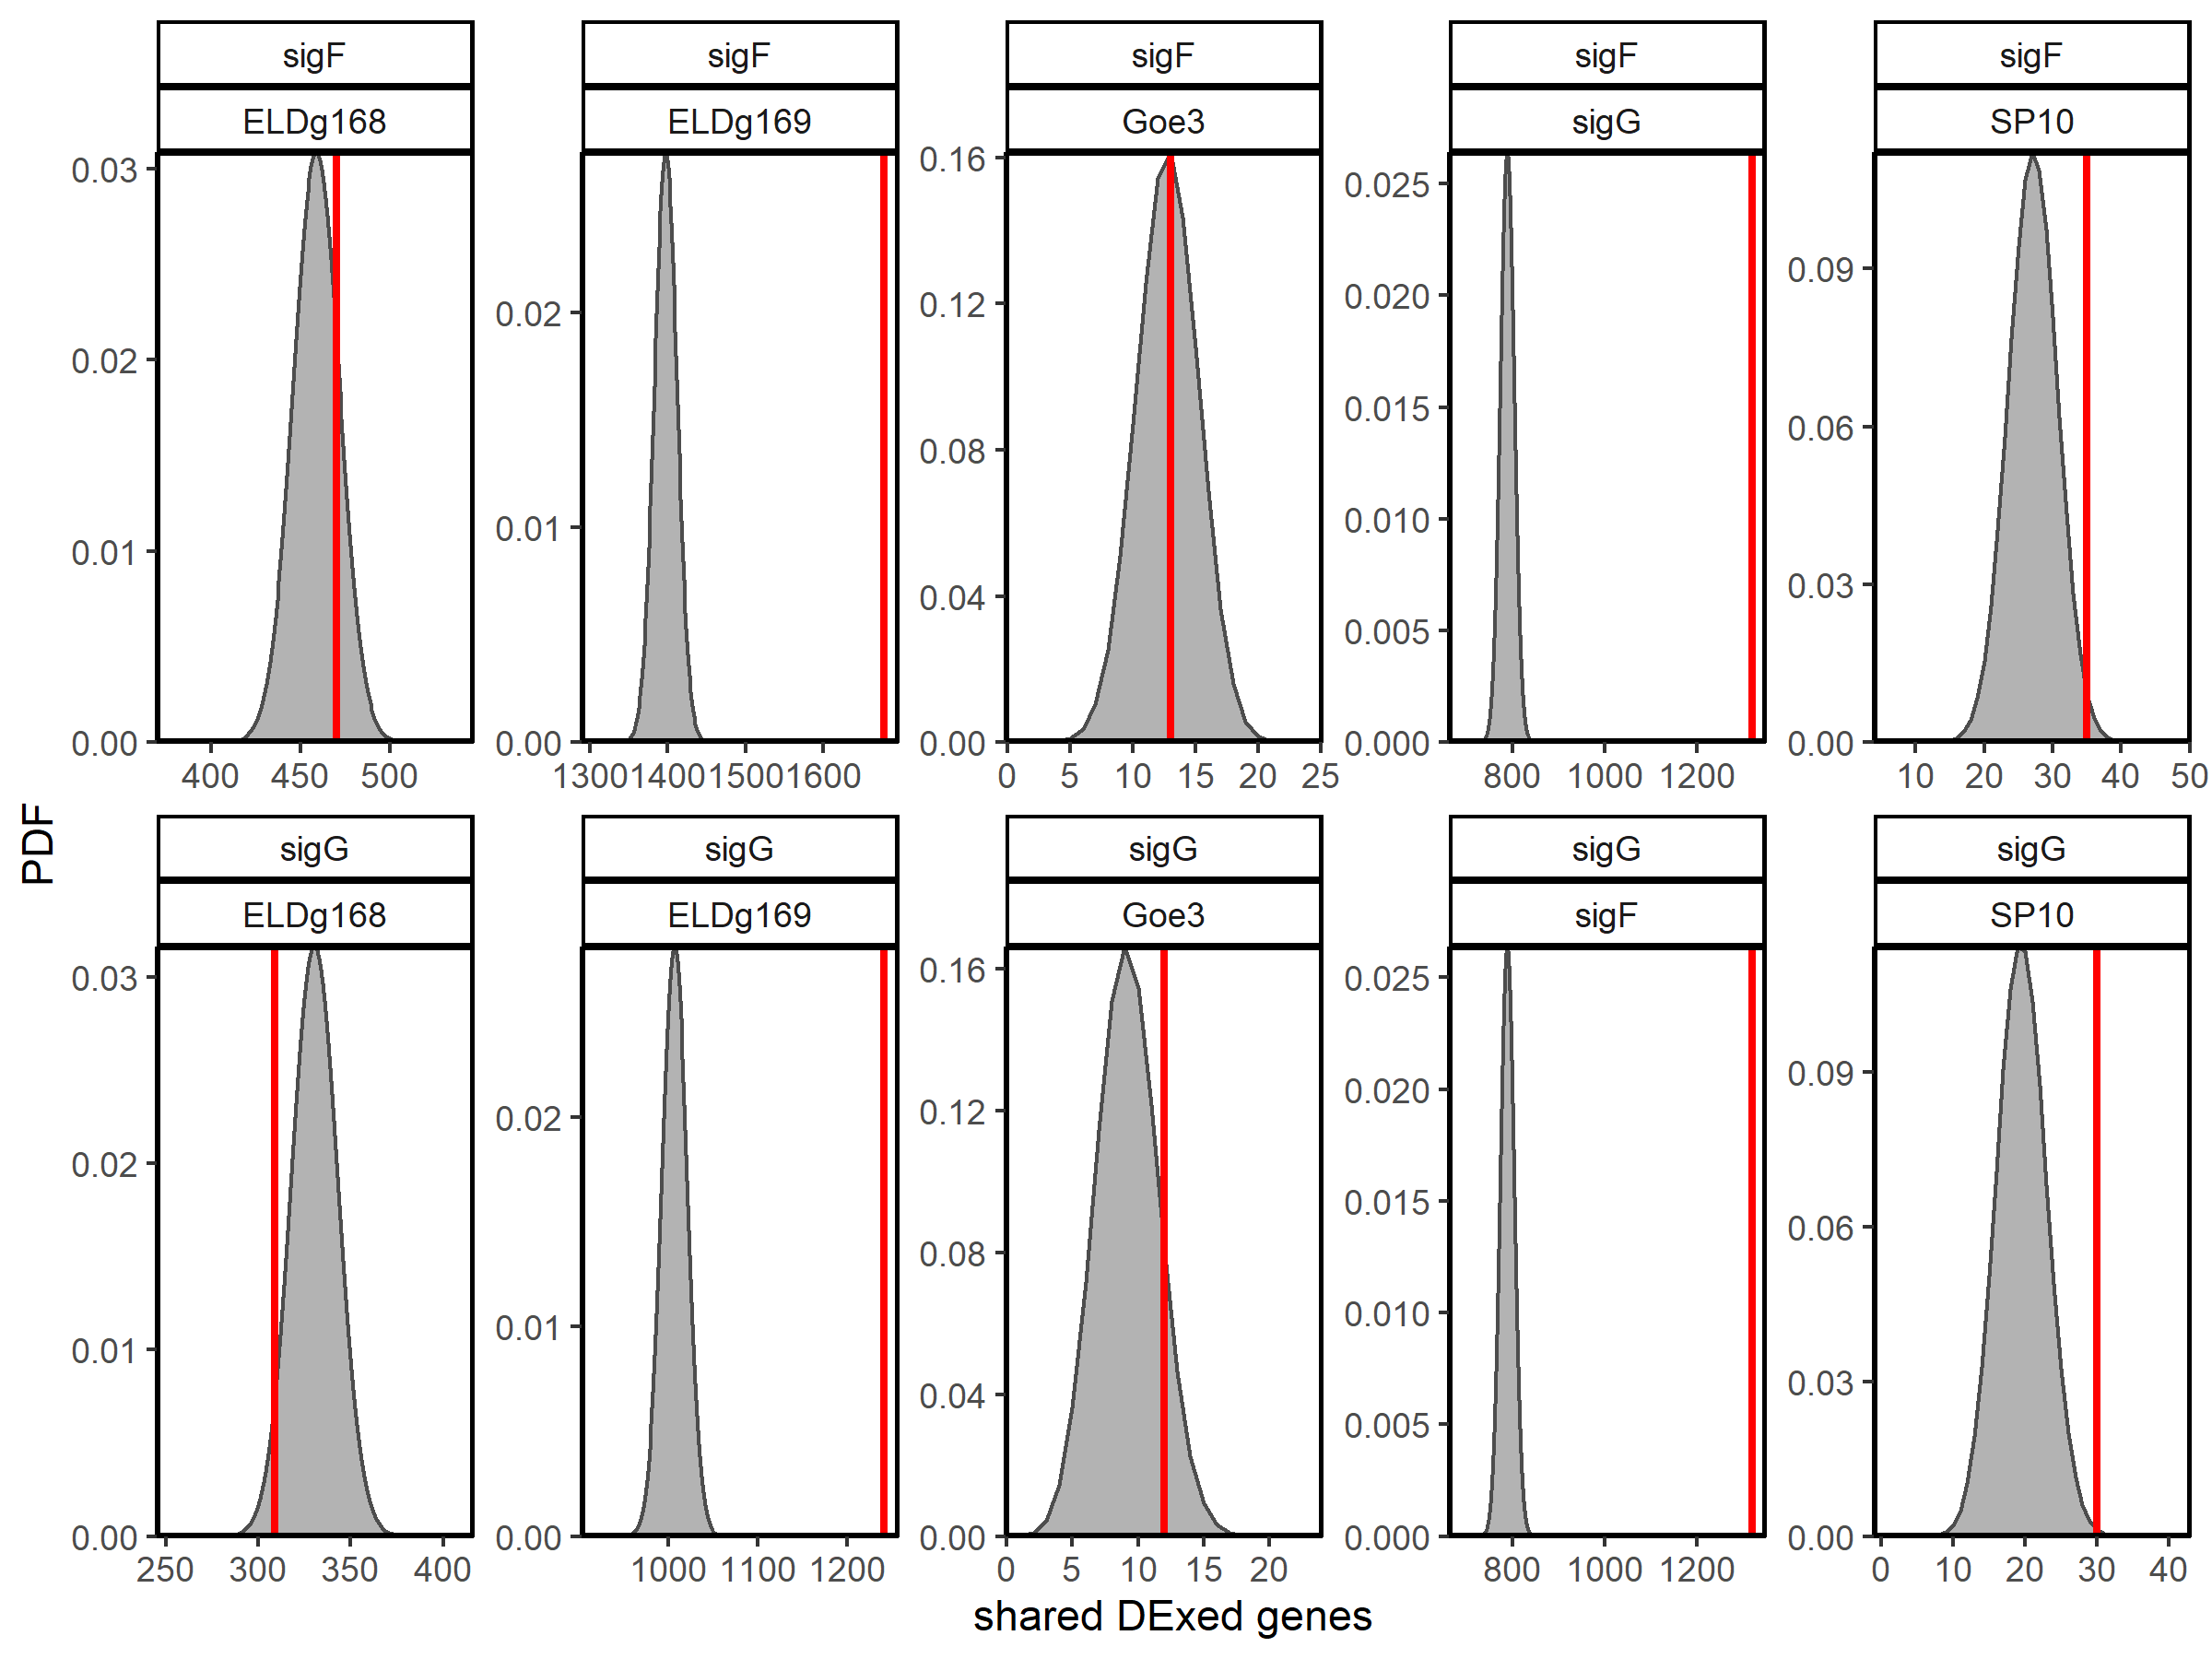 sigF sigF sigF sigF sigF
ELDg168 ELDg169 Goe3 sigG SP10
0.03
0.02
0.01
0.00
0.02
0.01
0.00
0.16
0.12
0.08
0.04
0.00
0.025
0.020
0.015
0.010
0.005
0.000
0.09
0.06
0.03
0.00
400 450 500
1300 1400 1500 1600
0 5 10 15 20 25
800 1000 1200
10 20 30 40 50
PDF
sigG sigG sigG sigG sigG
ELDg168 ELDg169 Goe3 sigF SP10
0.03
0.02
0.01
0.00
0.02
0.01
0.00
0.16
0.12
0.08
0.04
0.00
0.025
0.020
0.015
0.010
0.005
0.000
0.09
0.06
0.03
0.00
250 300 350 400
1000 1100 1200
0 5 10 15 20
800 1000 1200
0 10 20 30 40
shared DExed genes